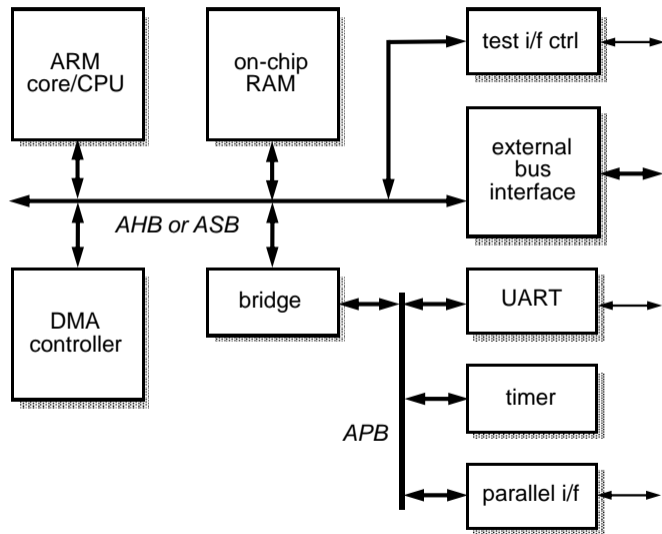 ARM
core/CPU
on-chip
RAM
test i/f ctrl
external
bus
interface
AHB or ASB
DMA
controller
bridge
UART
timer
APB
parallel i/f